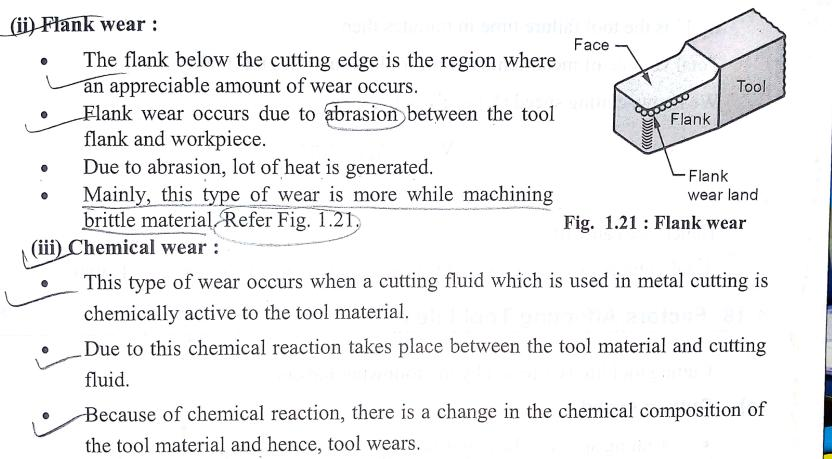 (ii) Flank wear :
• The flank below the cutting edge is the region where
an appreciable amount of wear occurs.
• Flank wear occurs due to abrasion between the tool
flank and workpiece.
• Due to abrasion, lot of heat is generated.
• Mainly, this type of wear is more while machining
brittle material. Refer Fig. 1.21.
Face
Tool
Flank
Flank
wear land
Fig. 1.21 : Flank wear
(iii) Chemical wear :
• This type of wear occurs when a cutting fluid which is used in metal cutting is
chemically active to the tool material.
• Due to this chemical reaction takes place between the tool material and cutting
fluid.
• Because of chemical reaction, there is a change in the chemical composition of
the tool material and hence, tool wears.